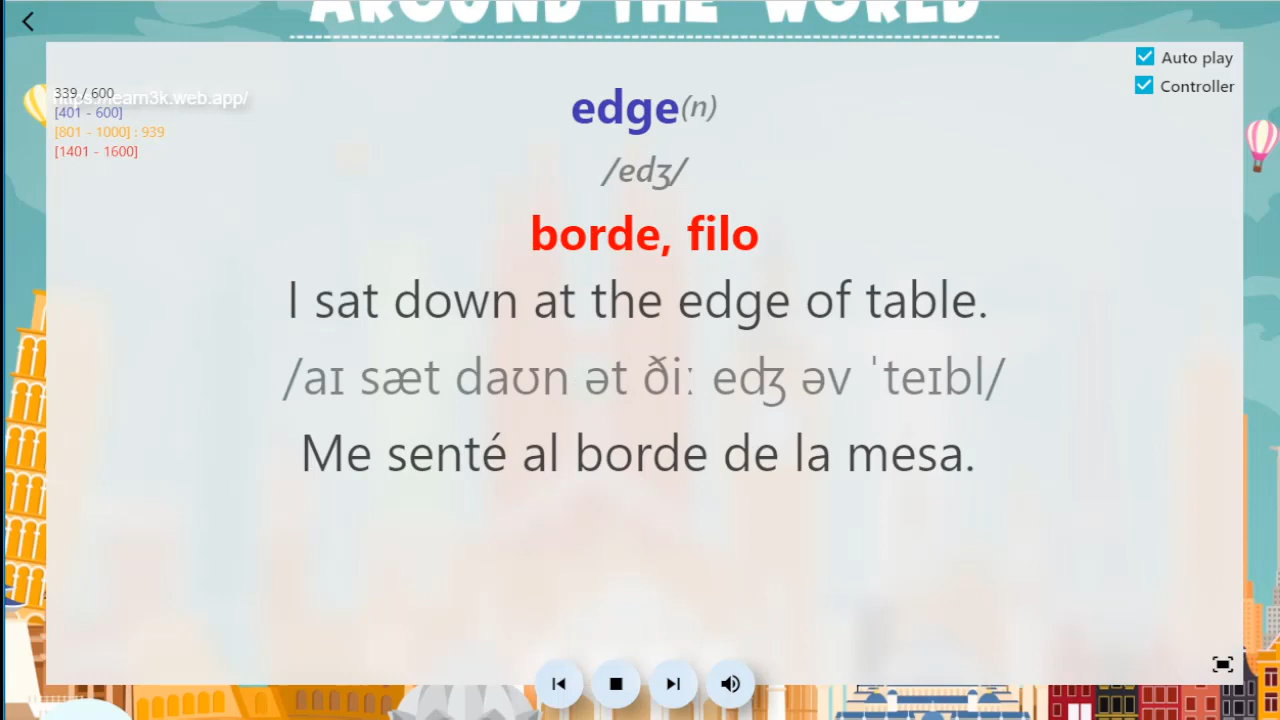 AROUND THE WORLD
Auto play
Controller
339 / 600
https://learn3k.web.app/
[401 - 600]
[801 - 1000] : 939
[1401 - 1600]
edge(n)
/edʒ/
borde, filo
I sat down at the edge of table.
/aɪ sæt daʊn ət ðiː eʤ əv ˈteɪbl/
Me senté al borde de la mesa.